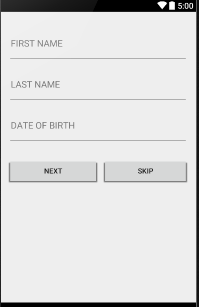 5:00
FIRST NAME
LAST NAME
DATE OF BIRTH
NEXT SKIP